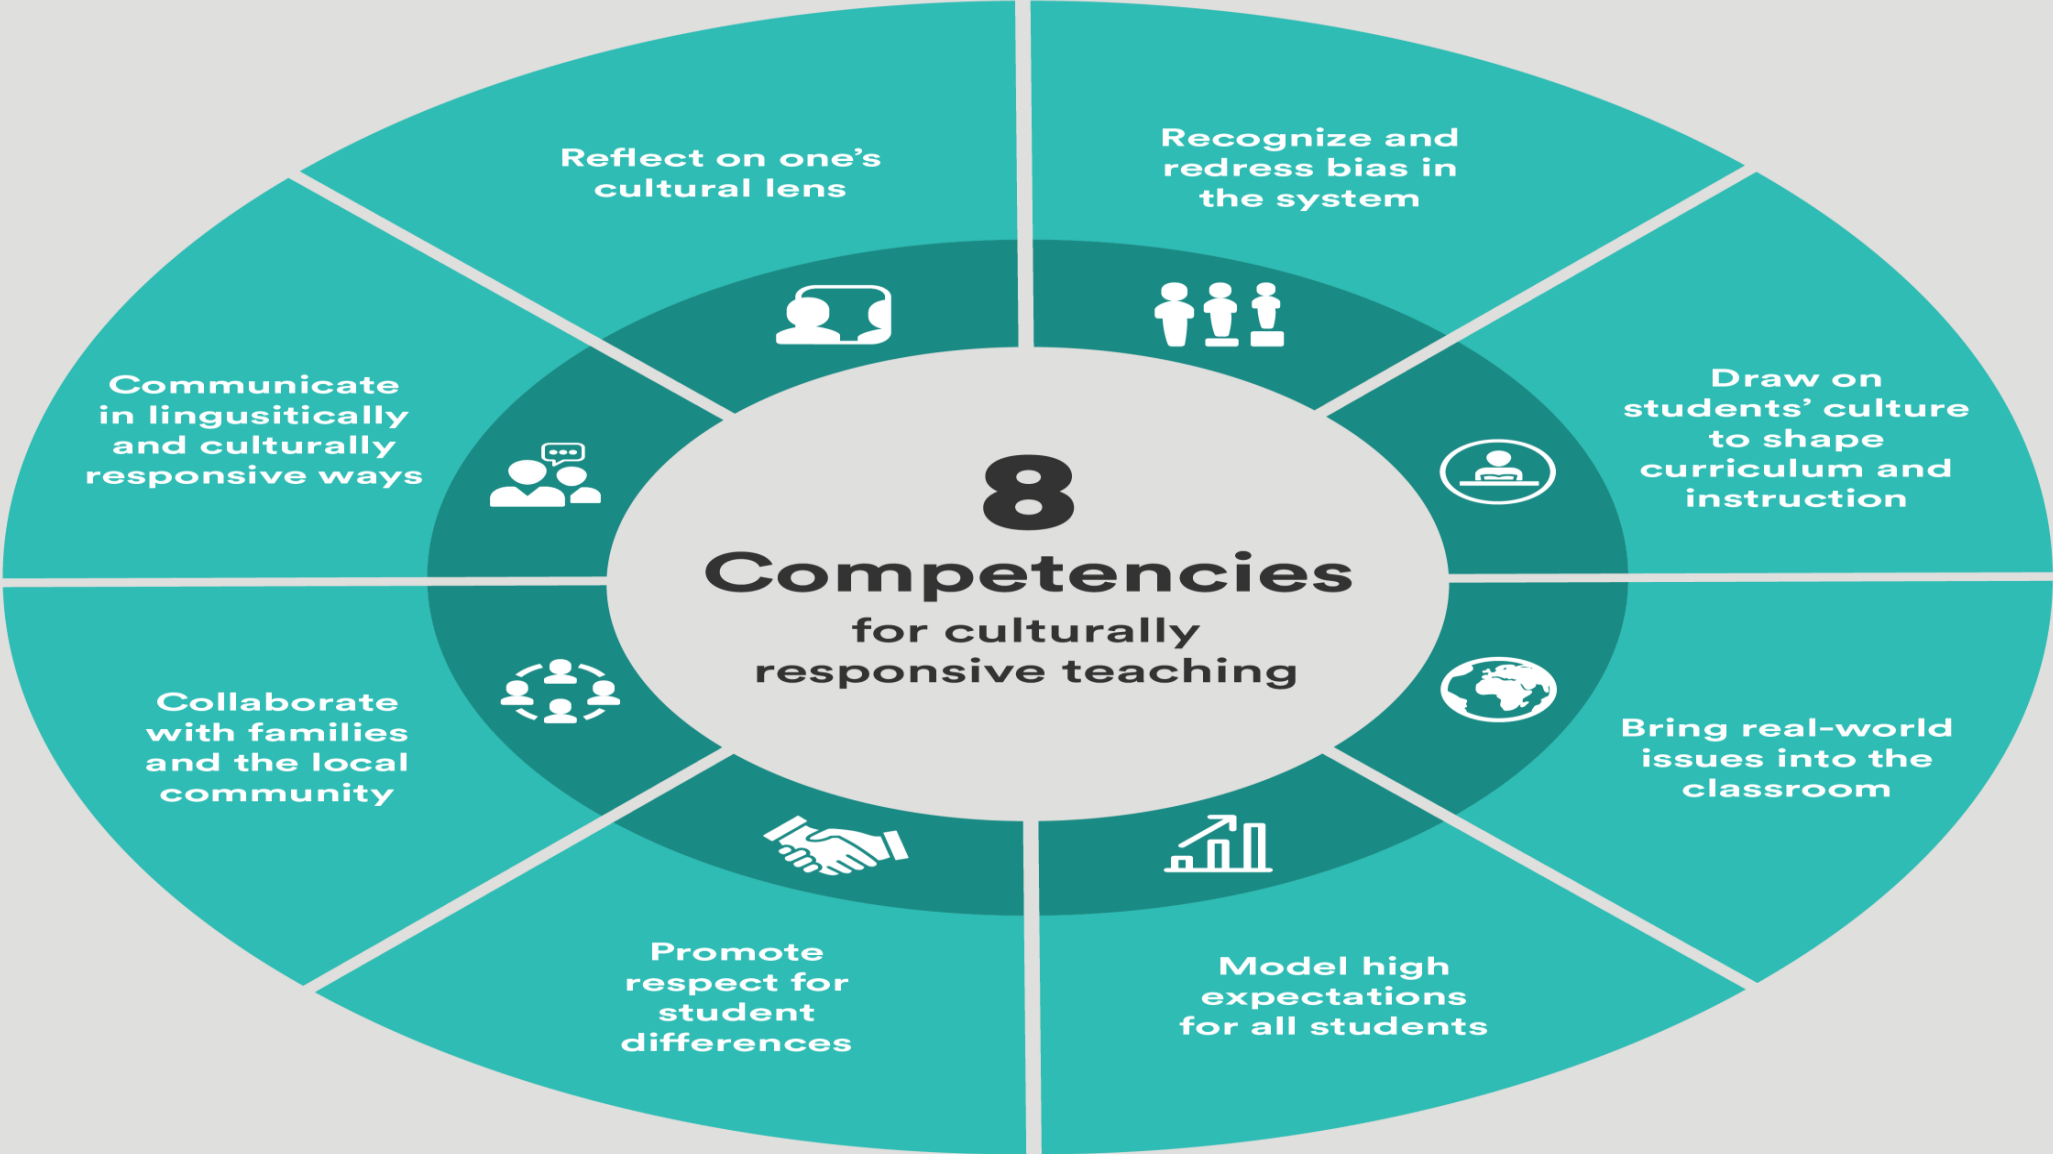 8
Competencies
for culturally
responsive teaching
Reflect on one’s
cultural lens
Recognize and
redress bias in
the system
Draw on
students’ culture
to shape
curriculum and
instruction
Bring real-world
issues into the
classroom
Model high
expectations
for all students
Promote
respect for
student
differences
Collaborate
with families
and the local
community
Communicate
in lingusitically
and culturally
responsive ways